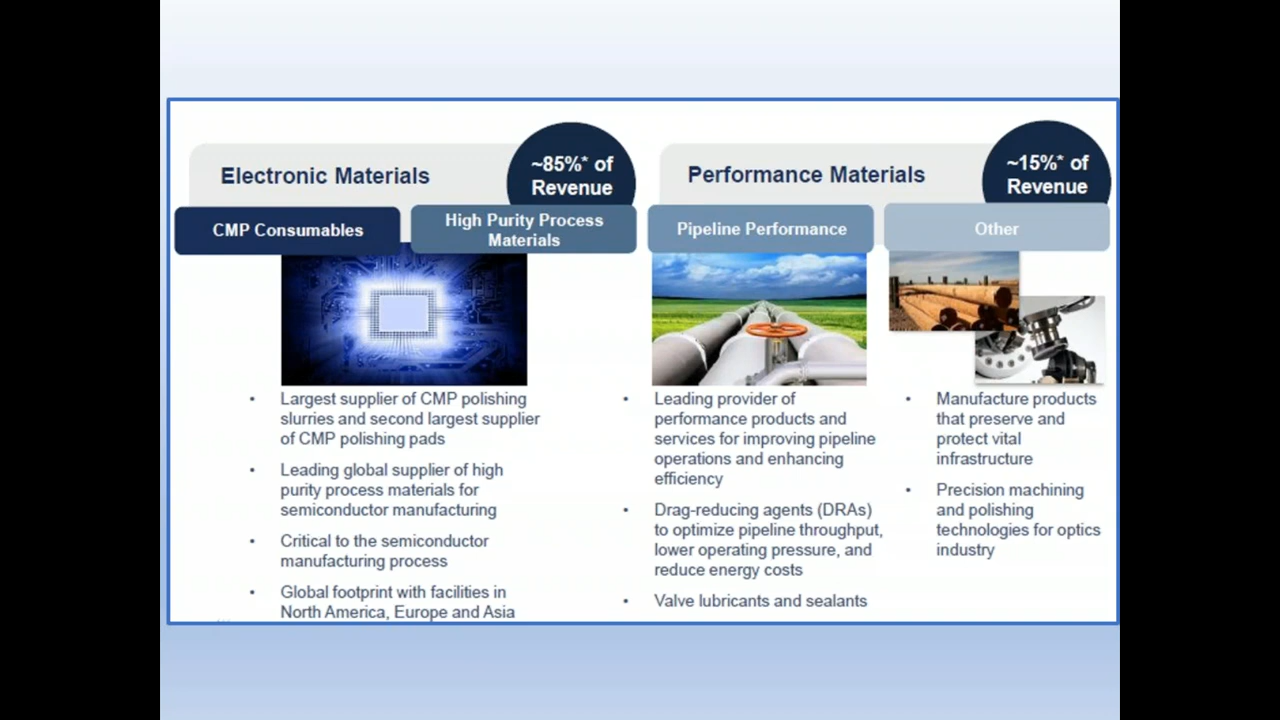 Electronic Materials
~85%* of
Revenue
CMP Consumables
High Purity Process
Materials
• Largest supplier of CMP polishing
slurries and second largest supplier
of CMP polishing pads
• Leading global supplier of high
purity process materials for
semiconductor manufacturing
• Critical to the semiconductor
manufacturing process
• Global footprint with facilities in
North America, Europe and Asia
Performance Materials
~15%* of
Revenue
Pipeline Performance
• Leading provider of
performance products and
services for improving pipeline
operations and enhancing
efficiency
• Drag-reducing agents (DRAs)
to optimize pipeline throughput,
lower operating pressure, and
reduce energy costs
• Valve lubricants and sealants
Other
• Manufacture products
that preserve and
protect vital
infrastructure
• Precision machining
and polishing
technologies for optics
industry